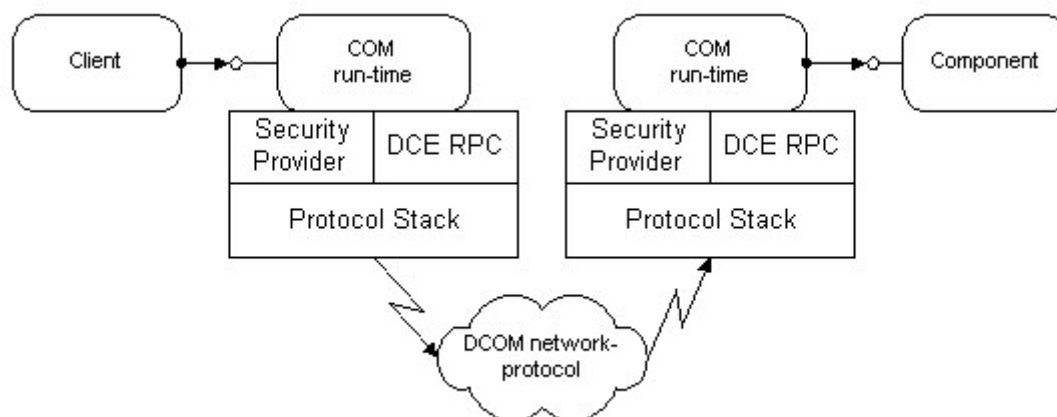 Client
COM
run-time
COM
run-time
Component
Security
Provider
DCE RPC
Security
Provider
DCE RPC
Protocol Stack
Protocol Stack
DCOM network-
protocol